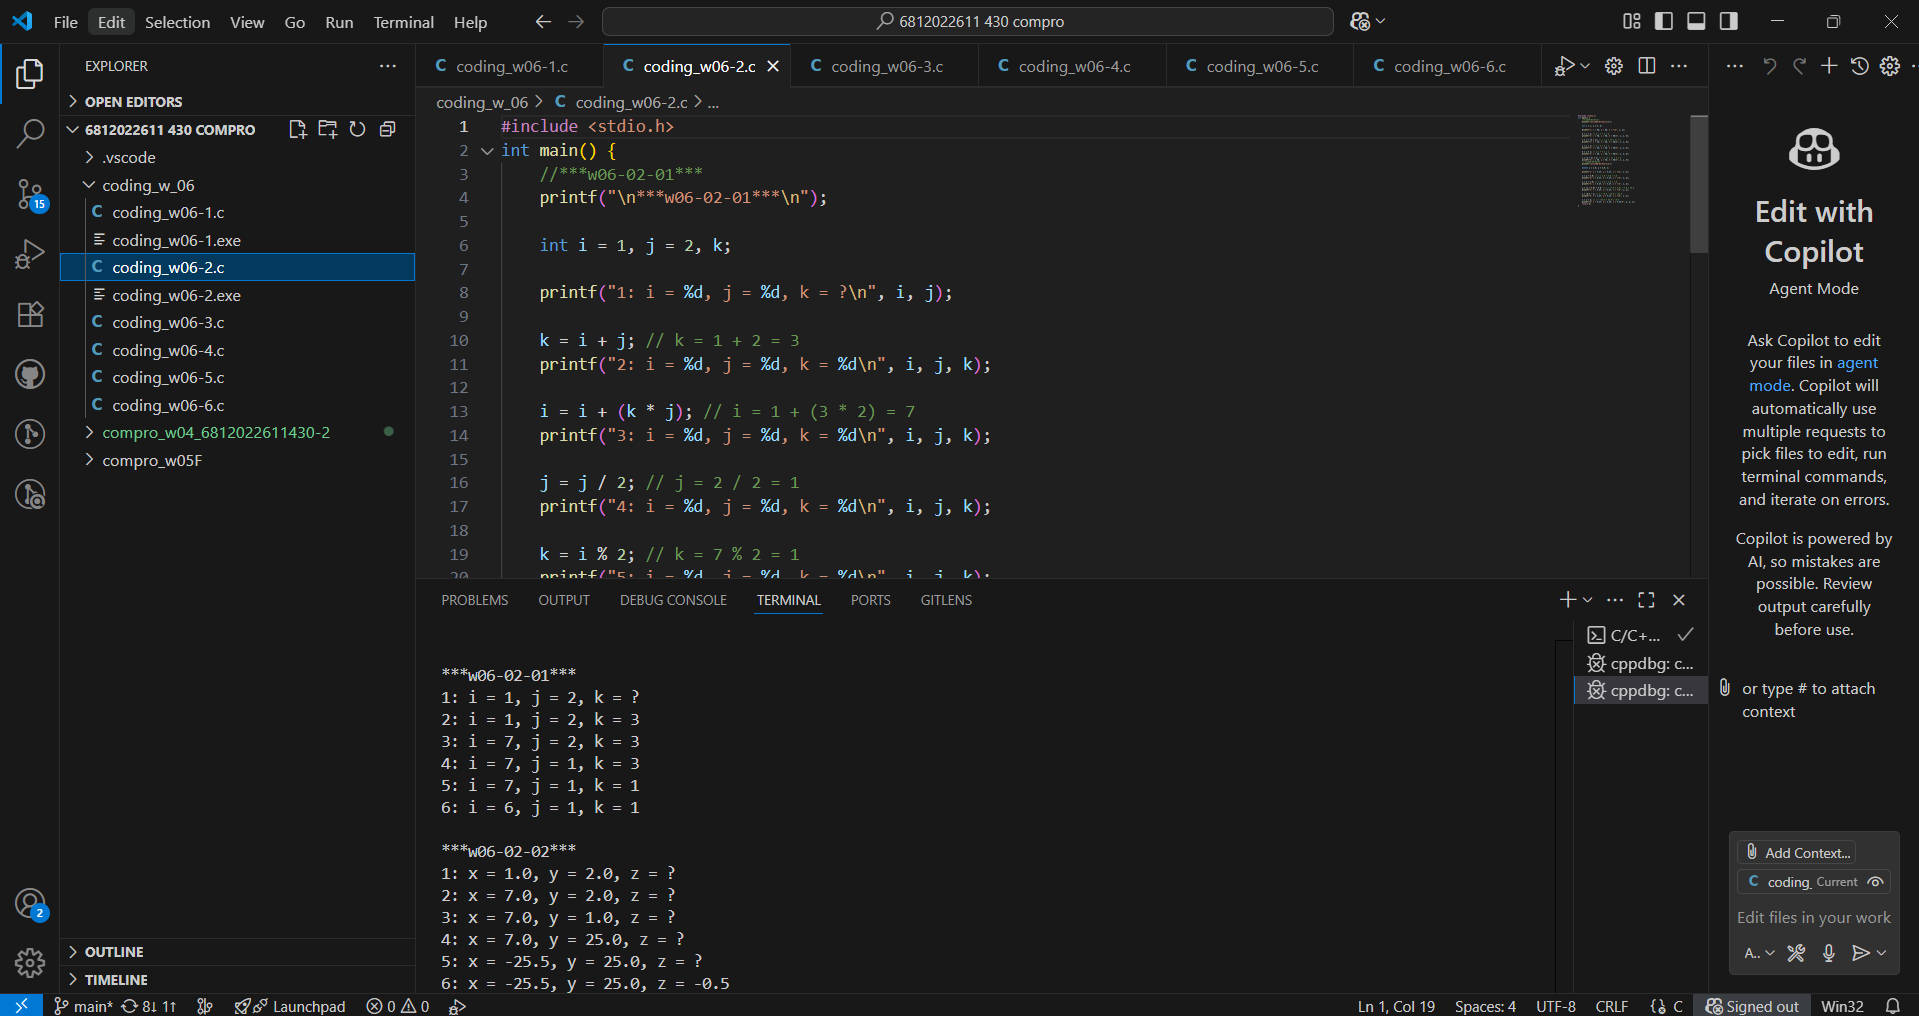 File Edit Selection View Go Run Terminal Help
6812022611 430 compro
EXPLORER
OPEN EDITORS
6812022611 430 COMPRO
.vscode
coding_w_06
coding_w06-1.c
coding_w06-1.exe
coding_w06-2.c
coding_w06-2.exe
coding_w06-3.c
coding_w06-4.c
coding_w06-5.c
coding_w06-6.c
compro_w04_6812022611430-2
compro_w05F
OUTLINE
TIMELINE
15
2
C coding_w06-1.c
C coding_w06-2.c
C coding_w06-3.c
C coding_w06-4.c
C coding_w06-5.c
C coding_w06-6.c
coding_w_06 > C coding_w06-2.c > ...
1 #include <stdio.h>
2 int main() {
3 //***w06-02-01***
4 printf("\n***w06-02-01***\n");
5
6 int i = 1, j = 2, k;
7
8 printf("1: i = %d, j = %d, k = ?\n", i, j);
9
10 k = i + j; // k = 1 + 2 = 3
11 printf("2: i = %d, j = %d, k = %d\n", i, j, k);
12
13 i = i + (k * j); // i = 1 + (3 * 2) = 7
14 printf("3: i = %d, j = %d, k = %d\n", i, j, k);
15
16 j = j / 2; // j = 2 / 2 = 1
17 printf("4: i = %d, j = %d, k = %d\n", i, j, k);
18
19 k = i % 2; // k = 7 % 2 = 1
20 printf("5: i = %d, j = %d, k = %d\n", i, j, k);
PROBLEMS OUTPUT DEBUG CONSOLE TERMINAL PORTS GITLENS
***w06-02-01***
1: i = 1, j = 2, k = ?
2: i = 1, j = 2, k = 3
3: i = 7, j = 2, k = 3
4: i = 7, j = 1, k = 3
5: i = 7, j = 1, k = 1
6: i = 6, j = 1, k = 1
***w06-02-02***
1: x = 1.0, y = 2.0, z = ?
2: x = 7.0, y = 2.0, z = ?
3: x = 7.0, y = 1.0, z = ?
4: x = 7.0, y = 25.0, z = ?
5: x = -25.5, y = 25.0, z = ?
6: x = -25.5, y = 25.0, z = -0.5
C/C+...
cppdbg: c...
cppdbg: c...
Edit with
Copilot
Agent Mode
Ask Copilot to edit
your files in agent
mode. Copilot will
automatically use
multiple requests to
pick files to edit, run
terminal commands,
and iterate on errors.
Copilot is powered by
AI, so mistakes are
possible. Review
output carefully
before use.
or type # to attach
context
Add Context...
C coding_ Current
Edit files in your work
A..
main* 8↓ 1↑ Launchpad 0 0
Ln 1, Col 19 Spaces: 4 UTF-8 CRLF {} C Signed out Win32